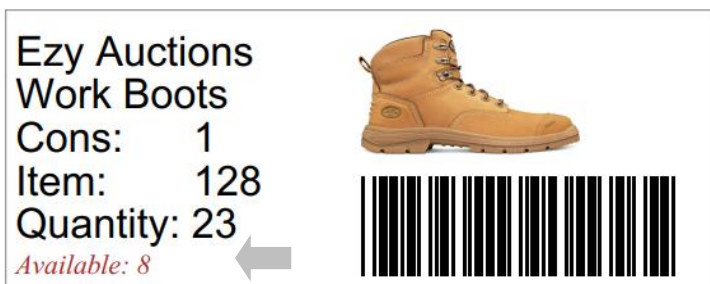 Ezy Auctions
Work Boots
Cons: 1
Item: 128
Quantity: 23
Available: 8